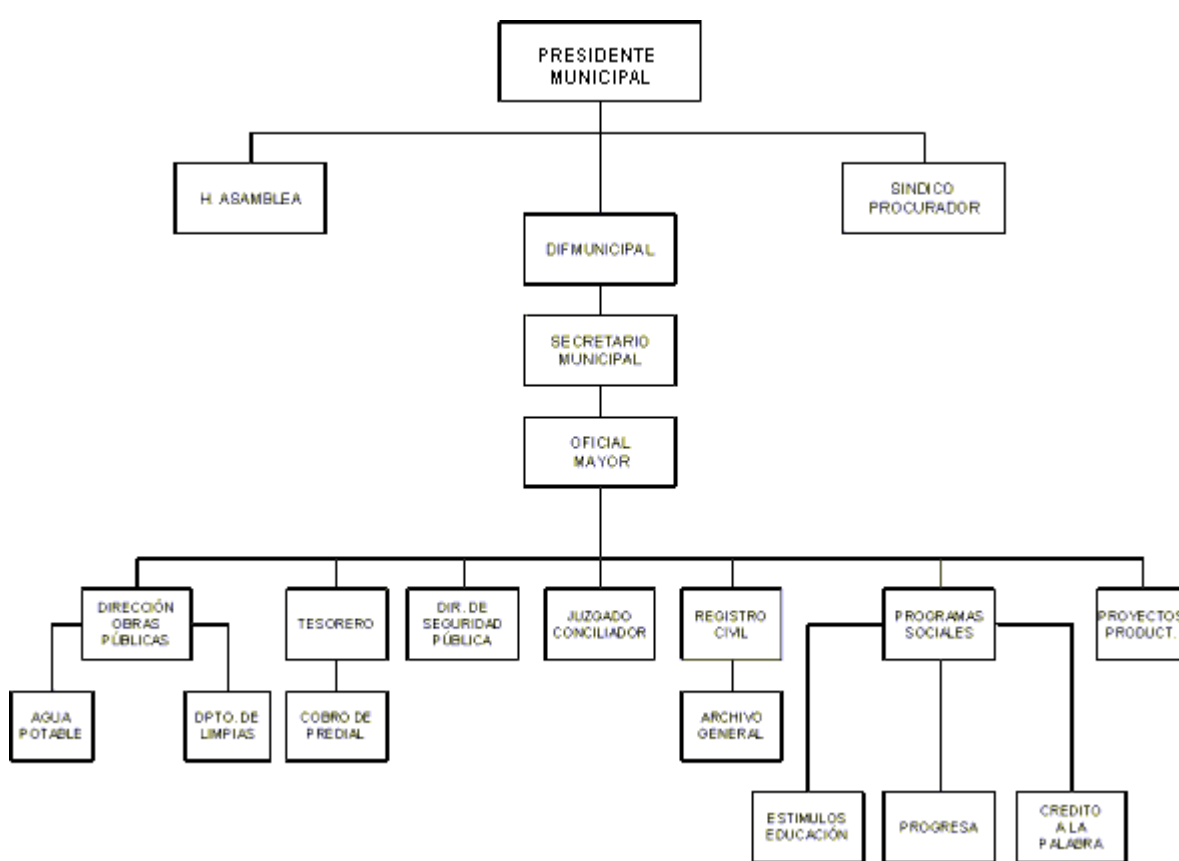 PRESIDENTE
MUNICIPAL
H. ASAMBLEA
SINDICO
PROCURADOR
DIFMUNICIPAL
SECRETARIO
MUNICIPAL
OFICIAL
MAYOR
DIRECCIÓN
OBRAS
PÚBLICAS
TESORERO
DIR. DE
SEGURIDAD
PÚBLICA
JUZGADO
CONCILIADOR
REGISTRO
CIVIL
PROGRAMAS
SOCIALES
PROYECTOS
PRODUCT.
AGUA
POTABLE
DPTO. DE
LIMPIAS
COBRO DE
PREDIAL
ARCHIVO
GENERAL
ESTIMULOS
EDUCACIÓN
PROGRESA
CREDITO
A LA
PALABRA